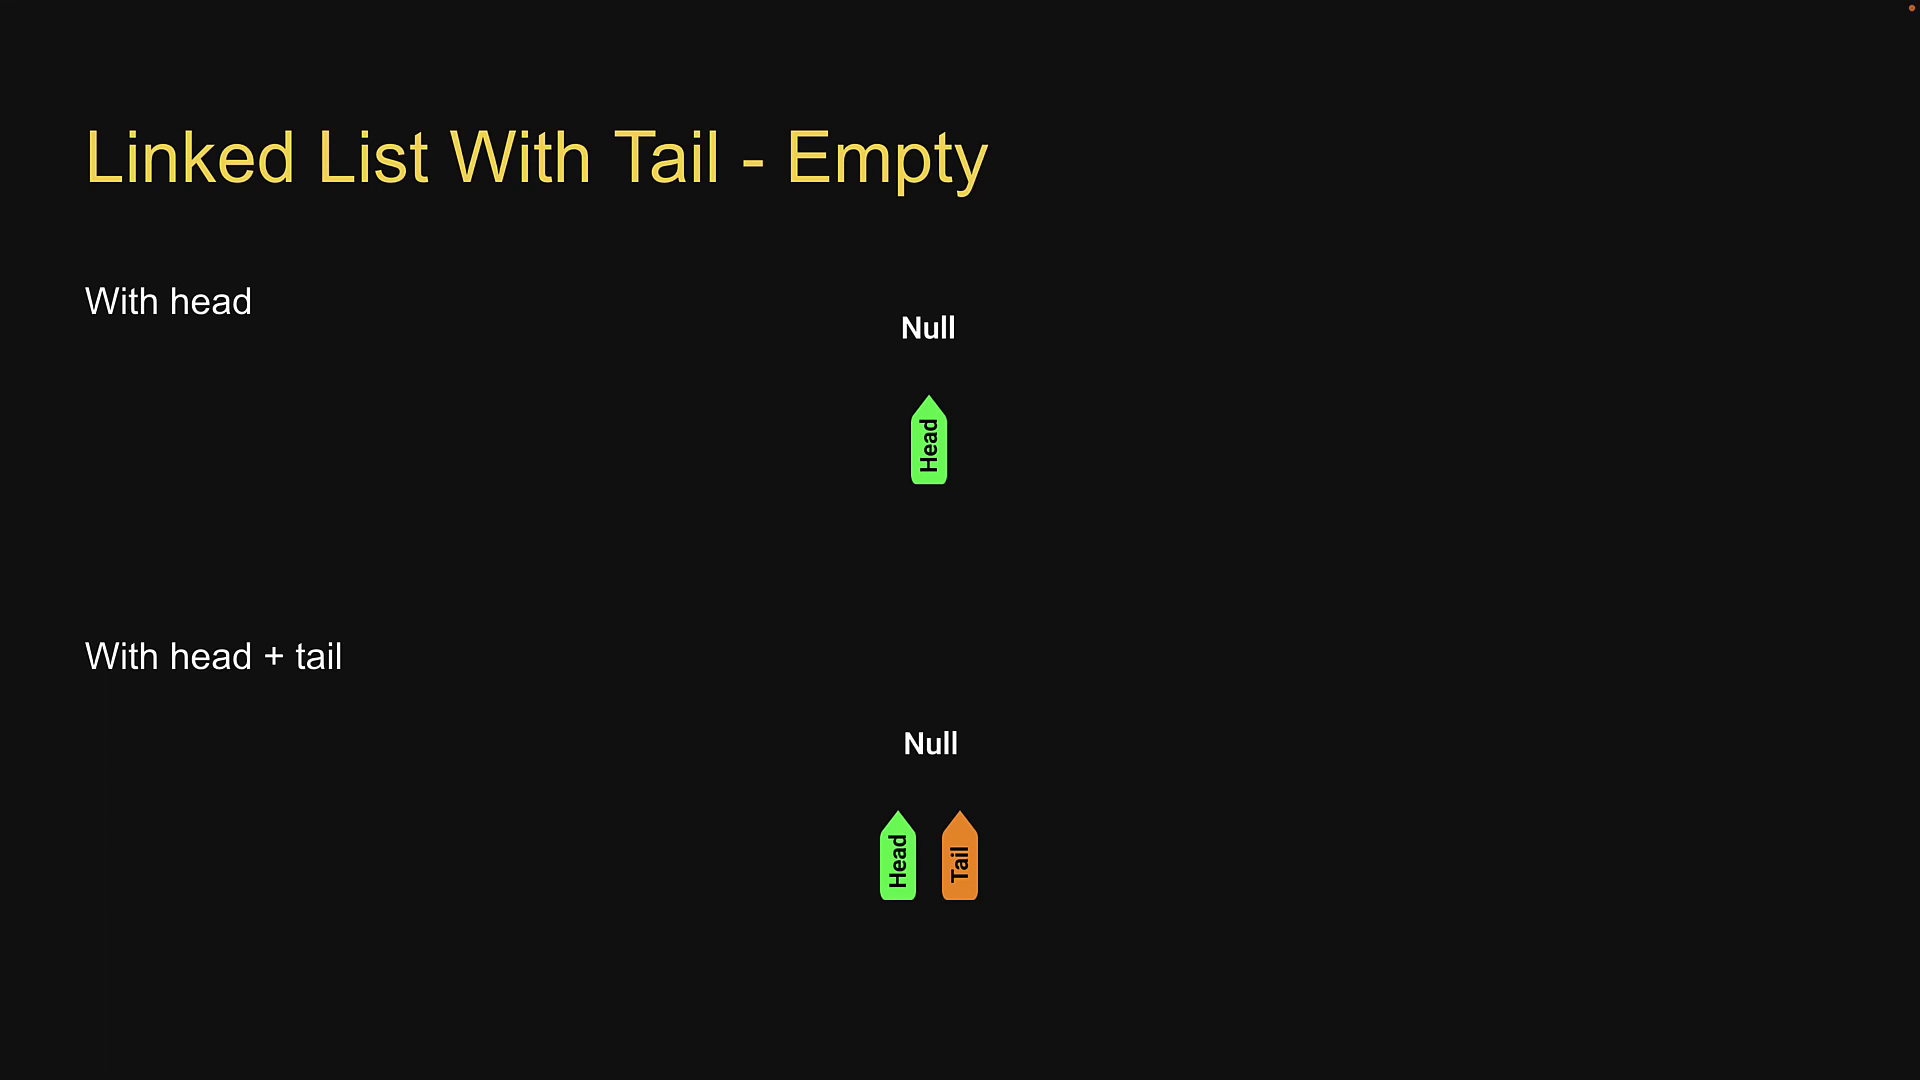 Linked List With Tail - Empty
With head
Null
Head
With head + tail
Null
Head
Tail